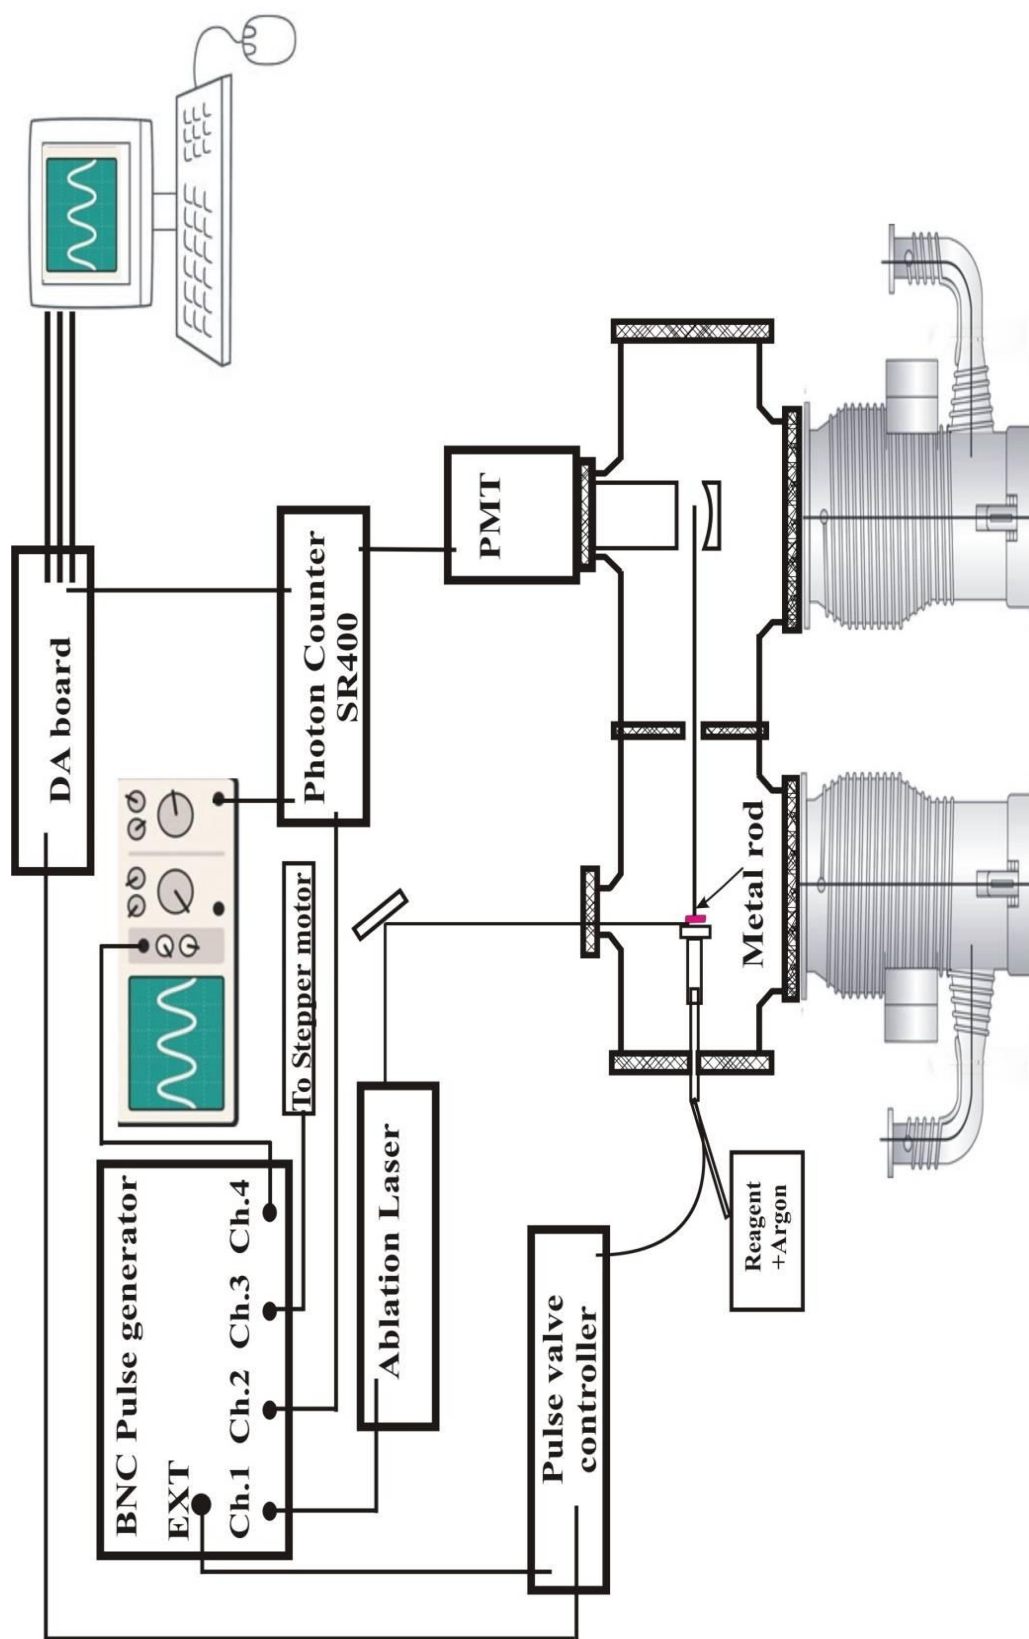 DA board
BNC Pulse generator
EXT
Ch.1 Ch.2 Ch.3 Ch.4
To Stepper motor
Photon Counter
SR400
Ablation Laser
PMT
Pulse valve
controller
Metal rod
Reagent
+Argon